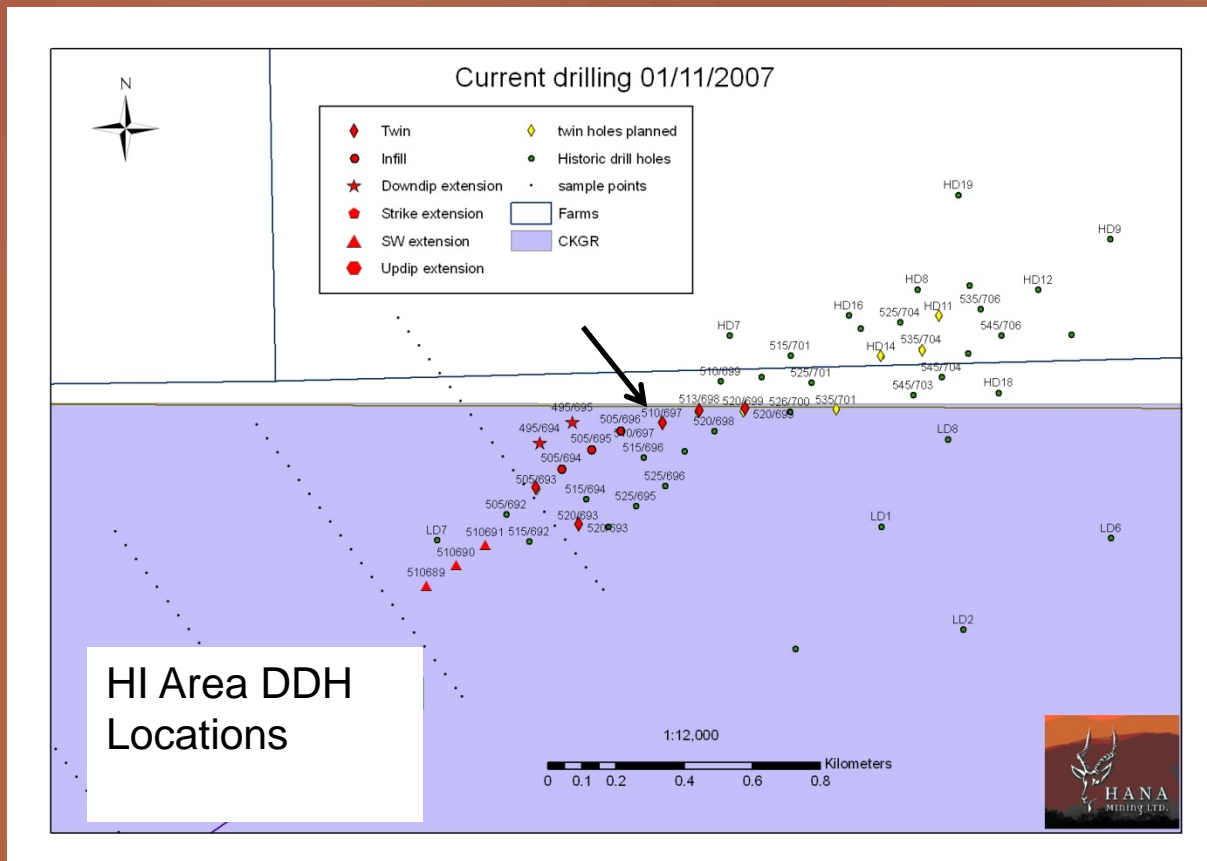 Current drilling 01/11/2007
N
Twin
Infill
Downdip extension
Strike extension
SW extension
Updip extension
twin holes planned
Historic drill holes
sample points
Farms
CKGR
HD19
HD9
HD8
HD12
HD11
535/706
HD16
525/704
545/706
HD7
535/704
515/701
HD14
510/699
525/701
545/704
545/703
HD18
513/698
520/699
526/700
535/701
520/699
495/695
505/696
510/697
510/697
520/698
495/694
505/695
515/696
LD8
505/694
505/693
515/694
525/696
525/695
505/692
520/693
520/693
LD1
LD6
LD7
510691
515/692
510690
510689
LD2
HI Area DDH
Locations
1:12,000
Kilometers
0 0.1 0.2 0.4 0.6 0.8
HANA
MINING LTD.